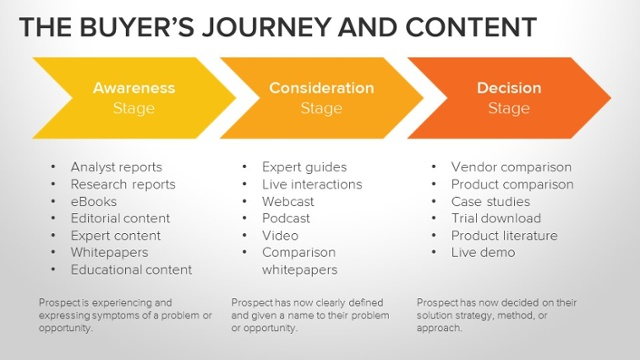 THE BUYER'S JOURNEY AND CONTENT
Awareness
Stage
Consideration
Stage
Decision
Stage
• Analyst reports
• Research reports
• eBooks
• Editorial content
• Expert content
• Whitepapers
• Educational content
• Expert guides
• Live interactions
• Webcast
• Podcast
• Video
• Comparison
whitepapers
• Vendor comparison
• Product comparison
• Case studies
• Trial download
• Product literature
• Live demo
Prospect is experiencing and
expressing symptoms of a problem or
opportunity.
Prospect has now clearly defined
and given a name to their problem
or opportunity.
Prospect has now decided on their
solution strategy, method, or
approach.